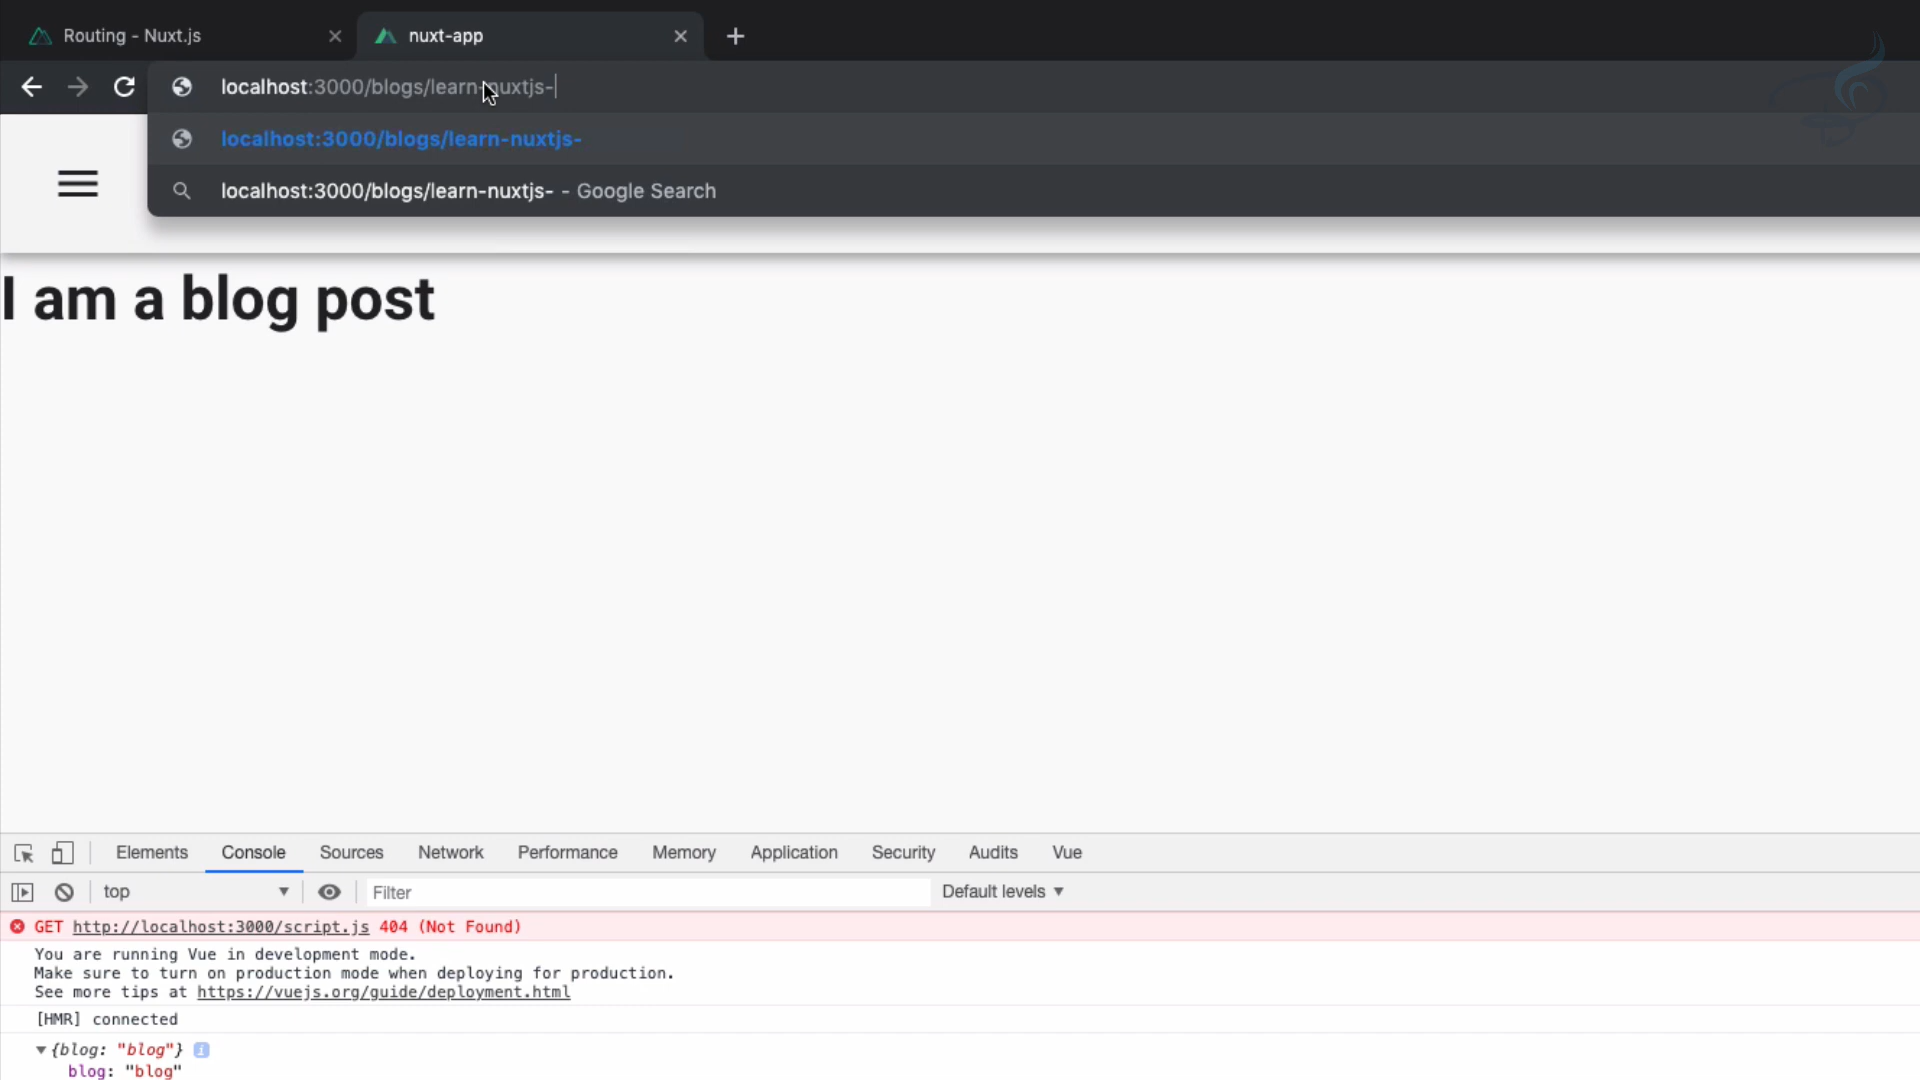 Routing - Nuxt.js
nuxt-app
localhost:3000/blogs/learn-nuxtjs-
localhost:3000/blogs/learn-nuxtjs-
localhost:3000/blogs/learn-nuxtjs- - Google Search
I am a blog post
Elements Console Sources Network Performance Memory Application Security Audits Vue
top Filter Default levels
GET http://localhost:3000/script.js 404 (Not Found)
You are running Vue in development mode.
Make sure to turn on production mode when deploying for production.
See more tips at https://vuejs.org/guide/deployment.html
[HMR] connected
{blog: "blog"} i
blog: "blog"